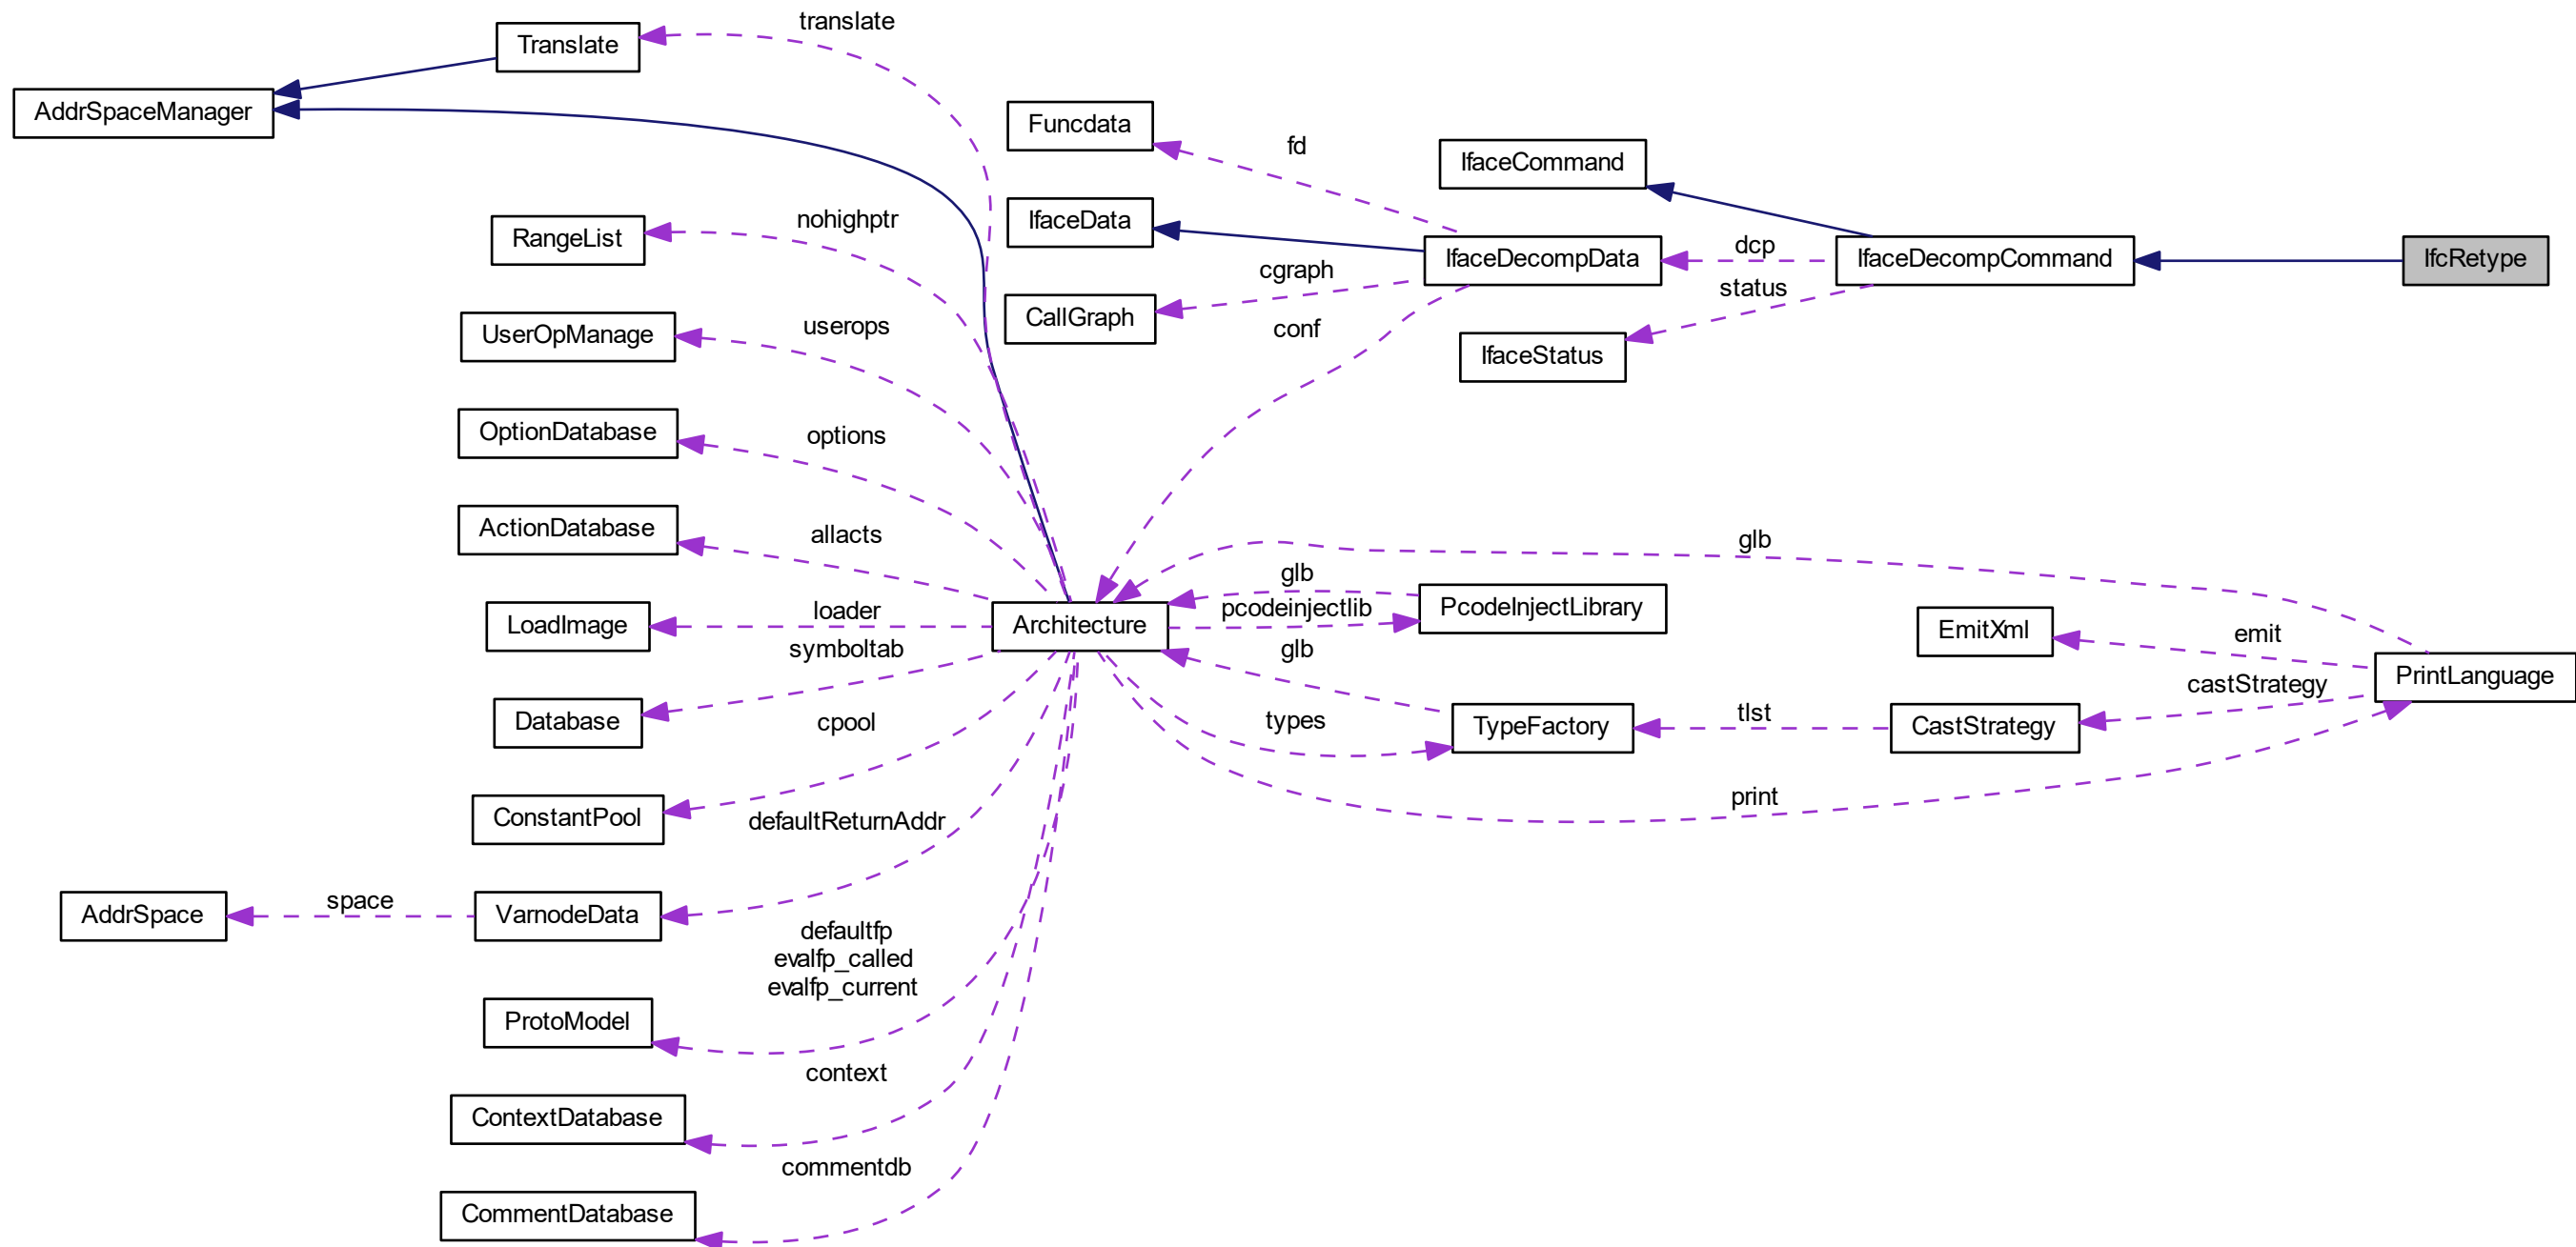 translate
Translate
AddrSpaceManager
Funcdata
fd
IfaceCommand
nohighptr
RangeList
IfaceData
IfaceDecompData
dcp
IfaceDecompCommand
IfcRetype
cgraph
status
CallGraph
conf
IfaceStatus
userops
UserOpManage
options
OptionDatabase
allacts
ActionDatabase
glb
glb
loader
LoadImage
Architecture
pcodeinjectlib
PcodeInjectLibrary
EmitXml
emit
symboltab
glb
PrintLanguage
castStrategy
Database
cpool
types
TypeFactory
tlst
CastStrategy
print
ConstantPool
defaultReturnAddr
AddrSpace
space
VarnodeData
defaultfp
evalfp_called
evalfp_current
ProtoModel
context
ContextDatabase
commentdb
CommentDatabase